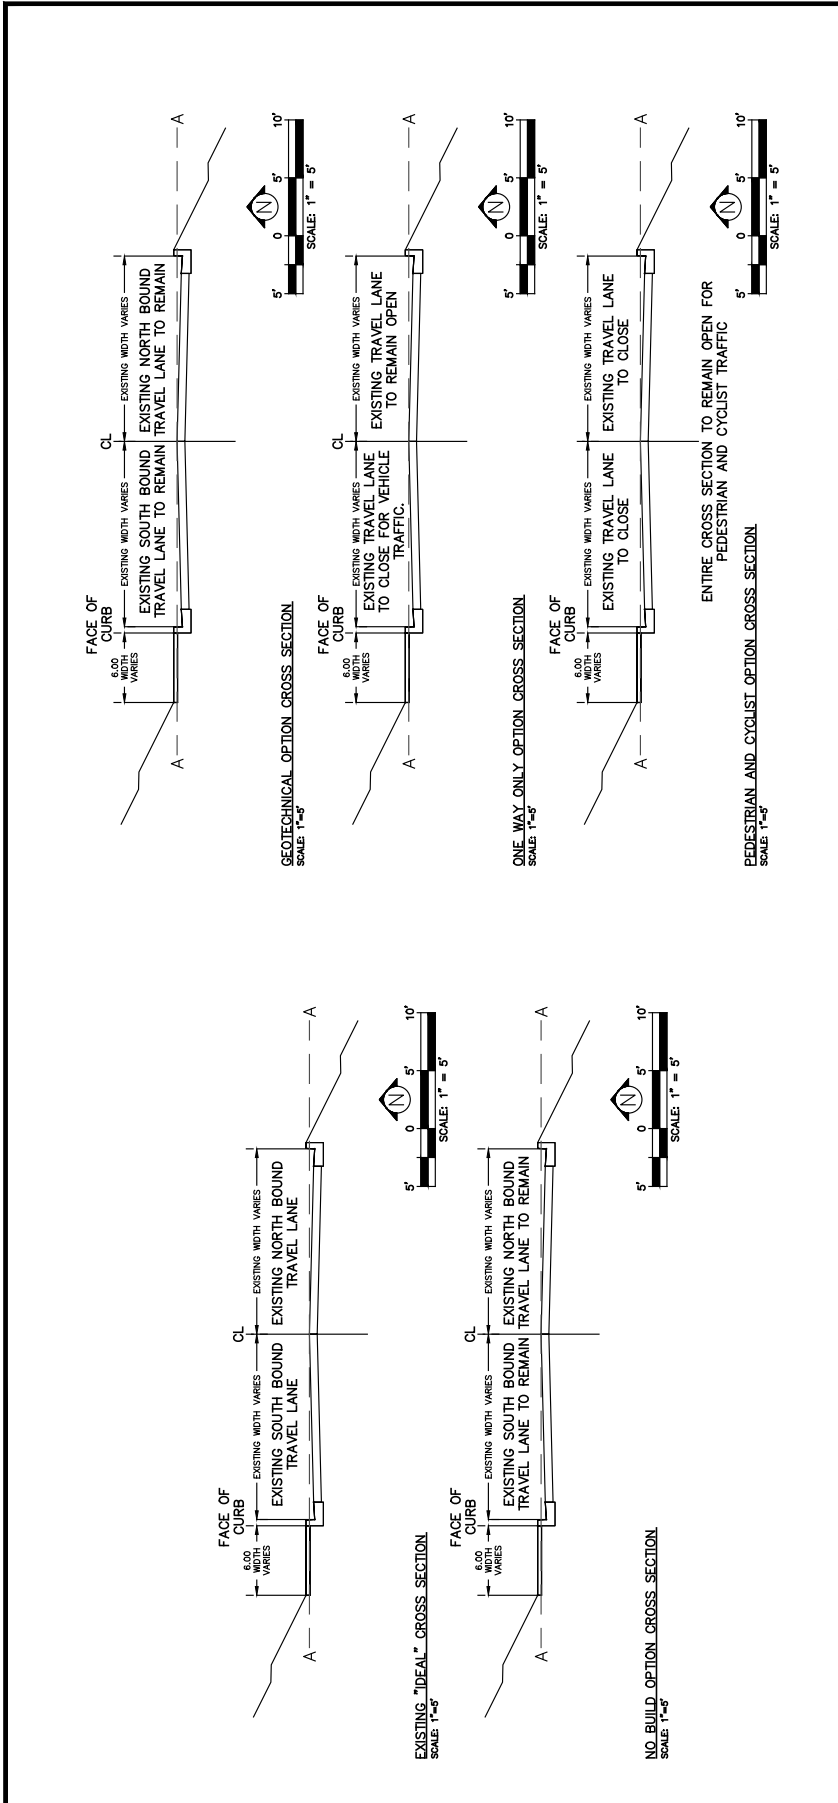 A
A
FACE OF
CURB
CL
6.00
WIDTH
VARIES
EXISTING WIDTH VARIES
EXISTING WIDTH VARIES
EXISTING SOUTH BOUND
TRAVEL LANE
EXISTING NORTH BOUND
TRAVEL LANE
N
5'
0
5'
10'
SCALE: 1" = 5'
EXISTING "IDEAL" CROSS SECTION
SCALE: 1"=5'
A
A
FACE OF
CURB
CL
6.00
WIDTH
VARIES
EXISTING WIDTH VARIES
EXISTING WIDTH VARIES
EXISTING SOUTH BOUND
TRAVEL LANE TO REMAIN
EXISTING NORTH BOUND
TRAVEL LANE TO REMAIN
N
5'
0
5'
10'
SCALE: 1" = 5'
NO BUILD OPTION CROSS SECTION
SCALE: 1"=5'
A
A
FACE OF
CURB
CL
6.00
WIDTH
VARIES
EXISTING WIDTH VARIES
EXISTING WIDTH VARIES
EXISTING SOUTH BOUND
TRAVEL LANE TO REMAIN
EXISTING NORTH BOUND
TRAVEL LANE TO REMAIN
N
5'
0
5'
10'
SCALE: 1" = 5'
GEOTECHNICAL OPTION CROSS SECTION
SCALE: 1"=5'
A
A
FACE OF
CURB
CL
6.00
WIDTH
VARIES
EXISTING WIDTH VARIES
EXISTING WIDTH VARIES
EXISTING TRAVEL LANE
TO CLOSE FOR VEHICLE
TRAFFIC.
EXISTING TRAVEL LANE
TO REMAIN OPEN
N
5'
0
5'
10'
SCALE: 1" = 5'
ONE WAY ONLY OPTION CROSS SECTION
SCALE: 1"=5'
A
A
FACE OF
CURB
CL
6.00
WIDTH
VARIES
EXISTING WIDTH VARIES
EXISTING WIDTH VARIES
EXISTING TRAVEL LANE
TO CLOSE
EXISTING TRAVEL LANE
TO CLOSE
ENTIRE CROSS SECTION TO REMAIN OPEN FOR
PEDESTRIAN AND CYCLIST TRAFFIC
N
5'
0
5'
10'
SCALE: 1" = 5'
PEDESTRIAN AND CYCLIST OPTION CROSS SECTION
SCALE: 1"=5'